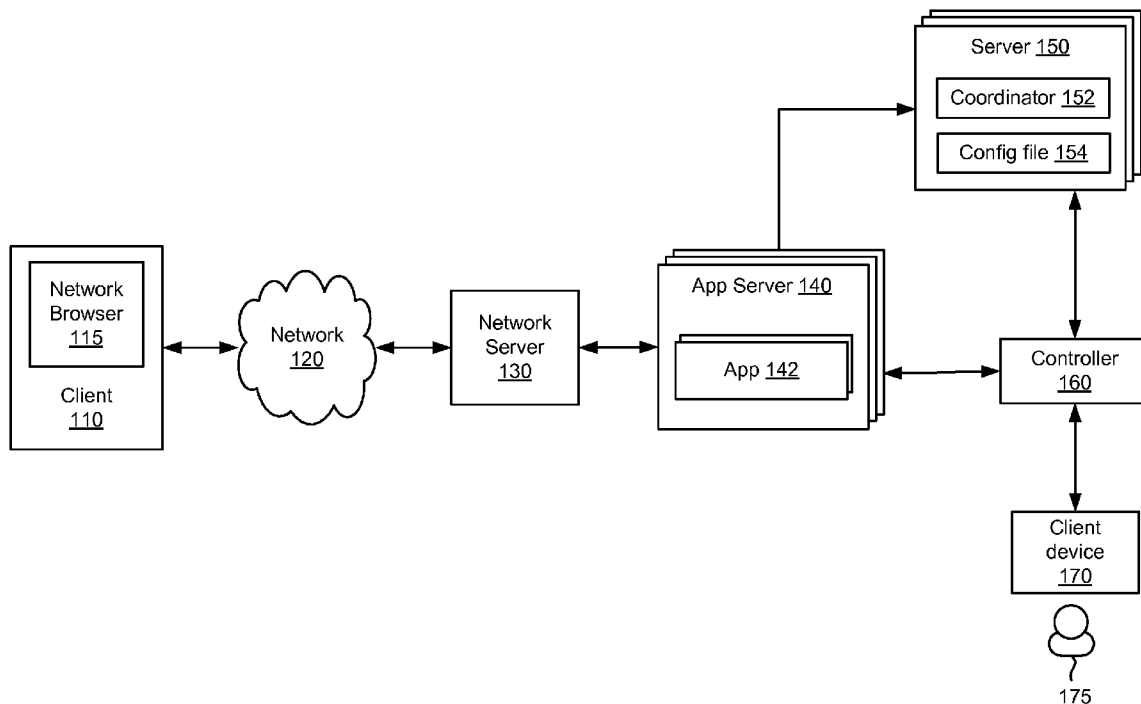 Server 150
Coordinator 152
Config file 154
Network
Browser
115
Client
110
Network
120
Network
Server
130
App Server 140
App 142
Controller
160
Client
device
170
175